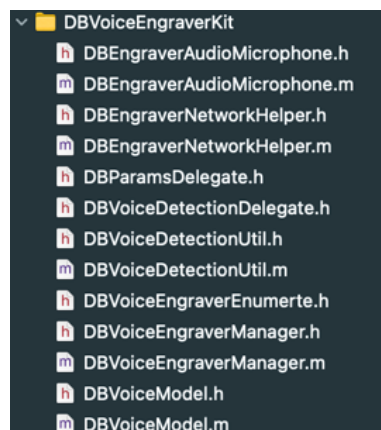 DBVoiceEngraverKit
h DBEngraverAudioMicrophone.h
m DBEngraverAudioMicrophone.m
h DBEngraverNetworkHelper.h
m DBEngraverNetworkHelper.m
h DBParamsDelegate.h
h DBVoiceDetectionDelegate.h
h DBVoiceDetectionUtil.h
m DBVoiceDetectionUtil.m
h DBVoiceEngraverEnumerte.h
h DBVoiceEngraverManager.h
m DBVoiceEngraverManager.m
h DBVoiceModel.h
m DBVoiceModel.m